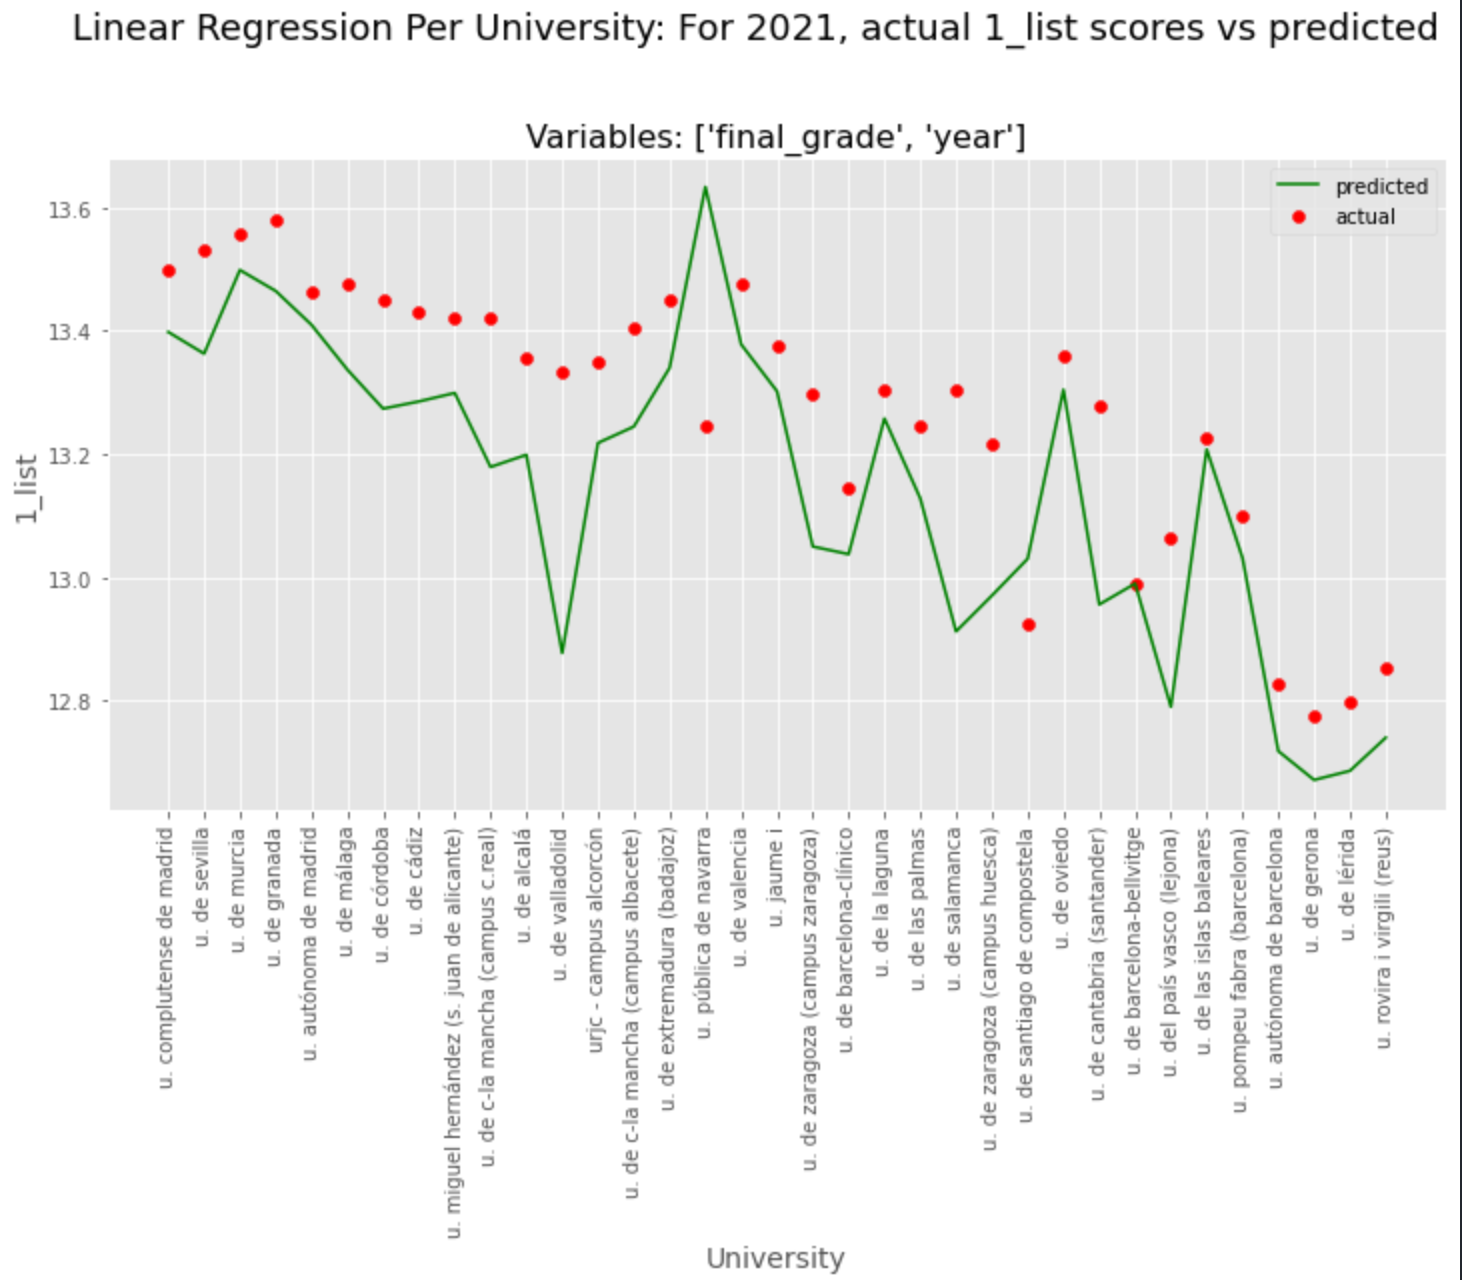 Linear Regression Per University: For 2021, actual 1_list scores vs predicted
Variables: ['final_grade', 'year']
predicted
actual
13.6
13.4
13.2
13.0
12.8
1_list
u. complutense de madrid
u. de sevilla
u. de murcia
u. de granada
u. autónoma de madrid
u. de málaga
u. de córdoba
u. de cádiz
u. miguel hernández (s. juan de alicante)
u. de c-la mancha (campus c.real)
u. de alcalá
u. de valladolid
urjc - campus alcorcón
u. de c-la mancha (campus albacete)
u. de extremadura (badajoz)
u. pública de navarra
u. de valencia
u. jaume i
u. de zaragoza (campus zaragoza)
u. de barcelona-clínico
u. de la laguna
u. de las palmas
u. de salamanca
u. de zaragoza (campus huesca)
u. de santiago de compostela
u. de oviedo
u. de cantabria (santander)
u. de barcelona-bellvitge
u. del país vasco (lejona)
u. de las islas baleares
u. pompeu fabra (barcelona)
u. autónoma de barcelona
u. de gerona
u. de lérida
u. rovira i virgili (reus)
University